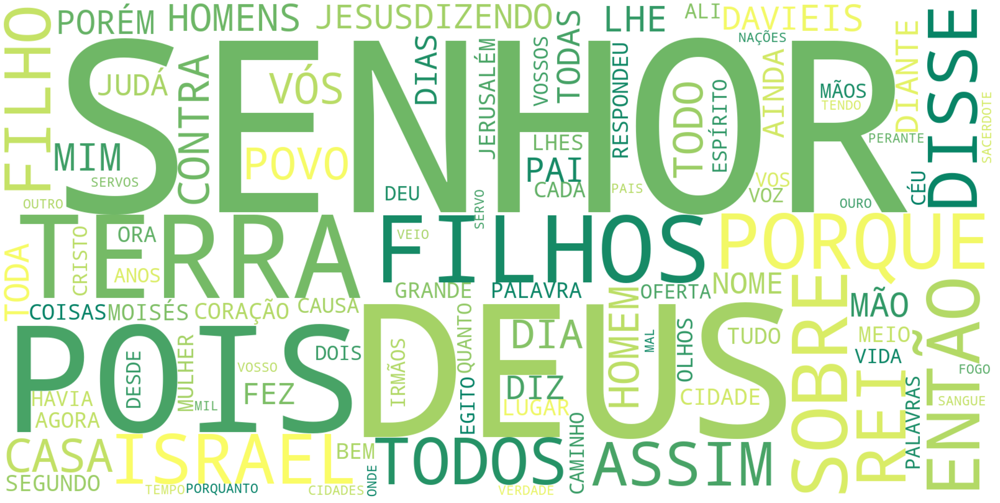 FILHO
PORÉM
HOMENS
JESUS
DIZENDO
TODAS
LHE
ALI
DAVI
EIS
NAÇÕES
DIANTE
DISSE
SACERDOTE
SENHOR
JUDÁ
CONTRA
VÓS
DIAS
JERUSALÉM
VOSSOS
RESPONDEU
TODO
ESPÍRITO
AINDA
MÃOS
TENDO
PERANTE
MIM
SERVOS
OUTRO
POVO
DEU
LHES
PAI
CADA
PAIS
VOS
VOZ
OURO
CÉU
SERVO
TERRA
ORA
CRISTO
ANOS
TODA
FILHOS
VEIO
PORQUE
GRANDE
PALAVRA
OFERTA
NOME
HOMEM
SOBRE
MÃO
ENTÃO
COISAS
MOISÉS
CORAÇÃO
CAUSA
POIS
DEUS
DESDE
MULHER
DOIS
VOSSO
FEZ
MIL
HAVIA
AGORA
IRMÃOS
QUANTO
DIA
MAL
OLHOS
TUDO
MEIO
VIDA
FOGO
EGITO
DIZ
LUGAR
CIDADE
REI
PALAVRAS
SANGUE
CASA
ISRAEL
BEM
TODOS
CAMINHO
ASSIM
SEGUNDO
TEMPO
PORQUANTO
CIDADES
ONDE
VERDADE